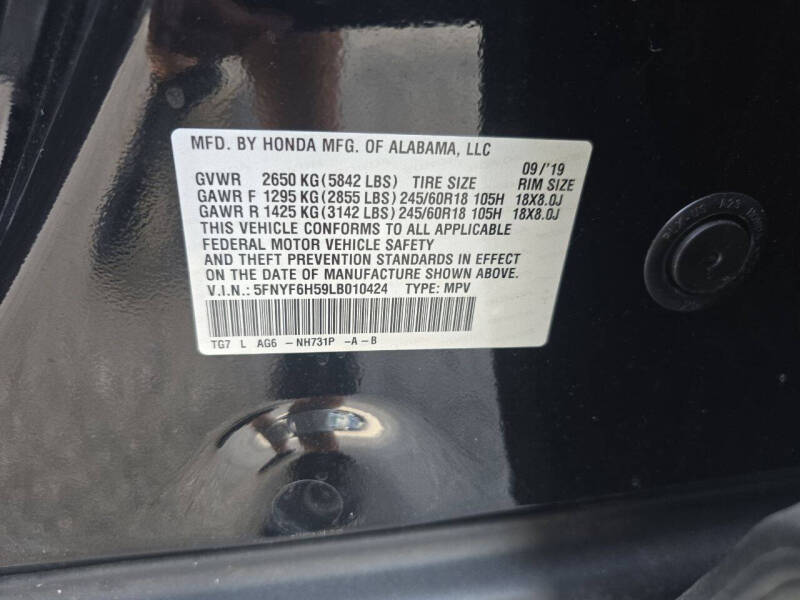 MFD. BY HONDA MFG. OF ALABAMA, LLC
09/'19
GVWR 2650 KG (5842 LBS) TIRE SIZE RIM SIZE
GAWR F 1295 KG (2855 LBS) 245/60R18 105H 18X8.0J
GAWR R 1425 KG (3142 LBS) 245/60R18 105H 18X8.0J
THIS VEHICLE CONFORMS TO ALL APPLICABLE
FEDERAL MOTOR VEHICLE SAFETY
AND THEFT PREVENTION STANDARDS IN EFFECT
ON THE DATE OF MANUFACTURE SHOWN ABOVE.
V.I.N.: 5FNYF6H59LB010424 TYPE: MPV
TG7 L AG6 -NH731P -A-B